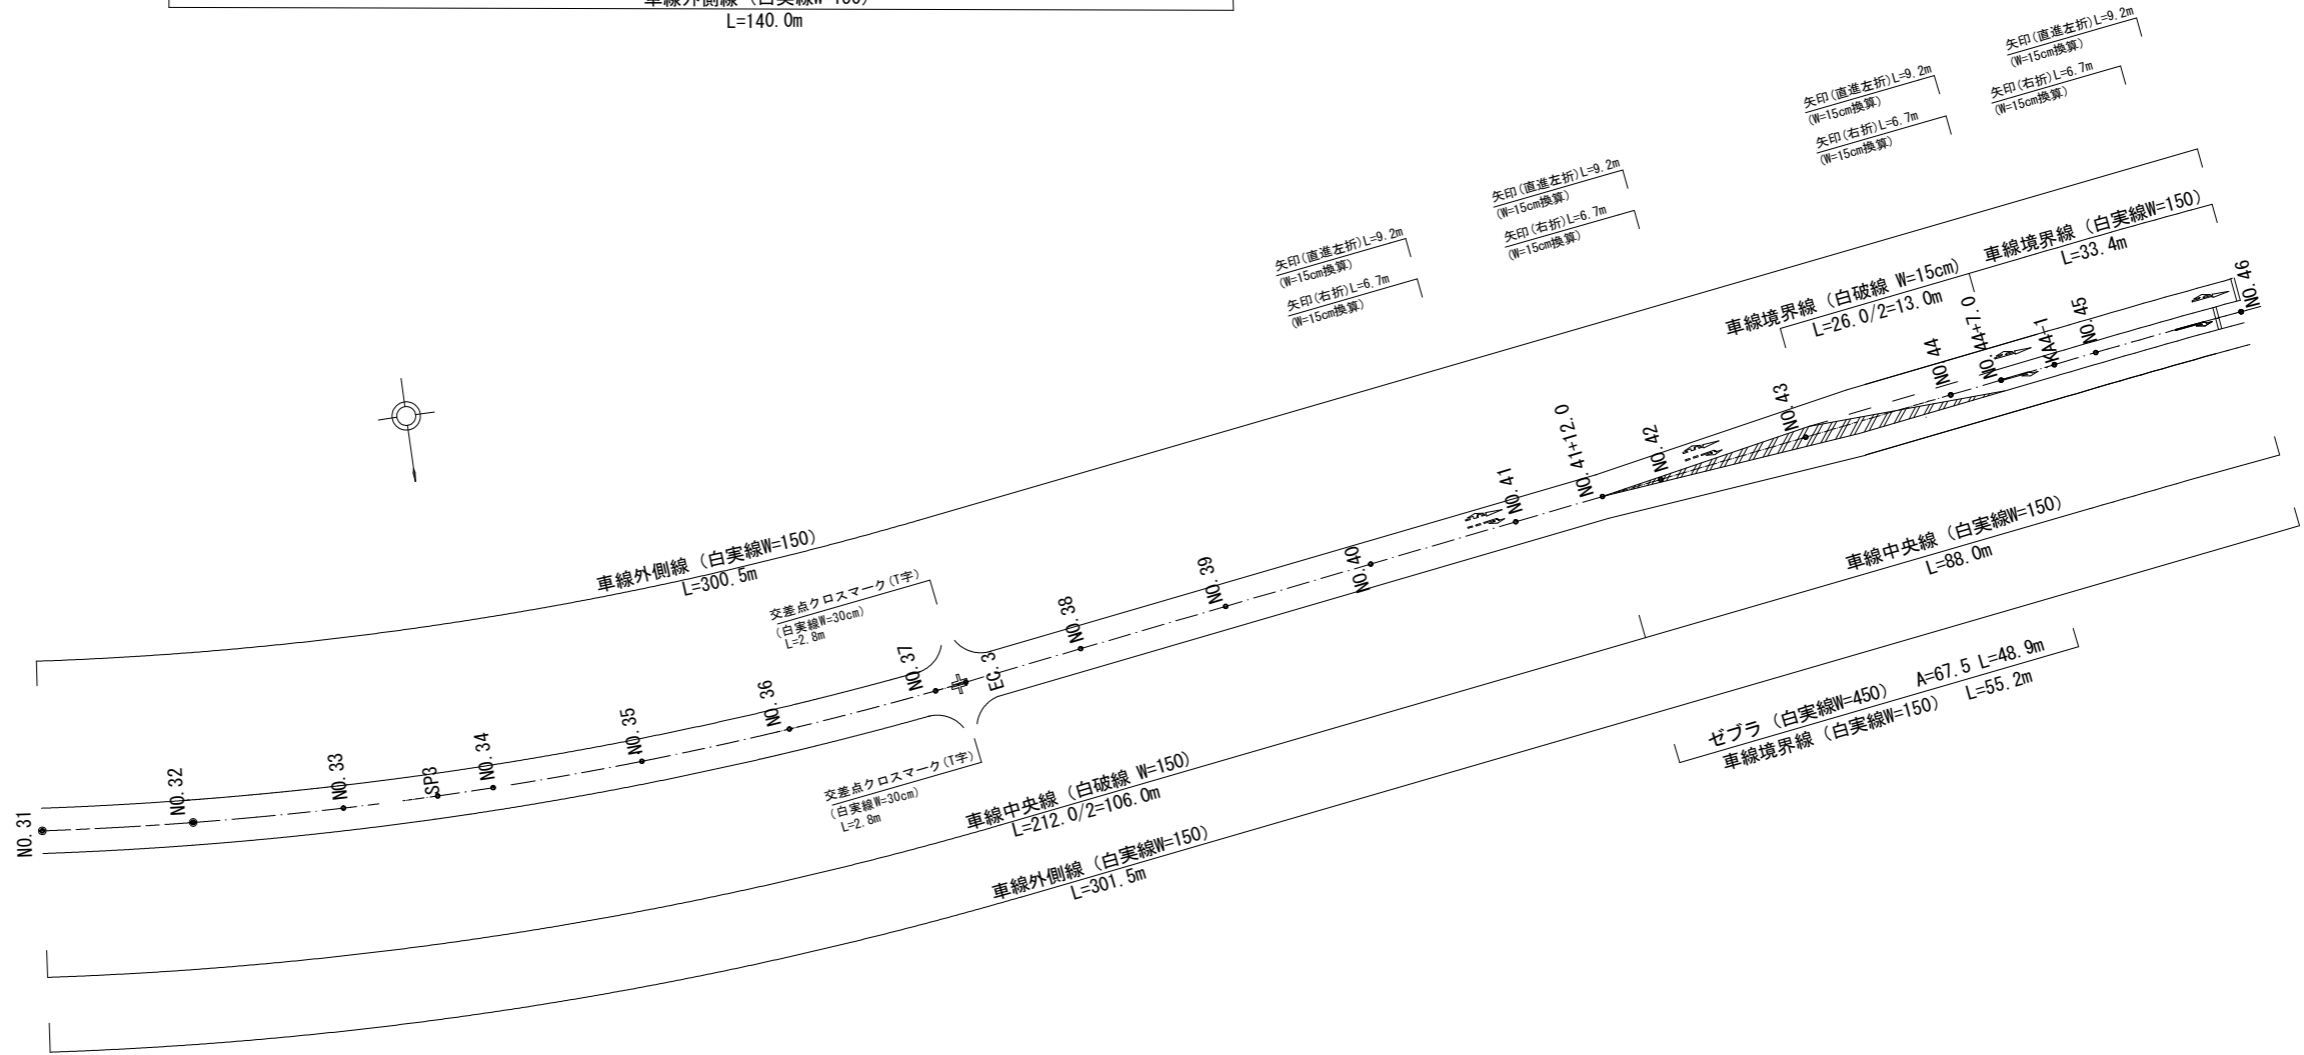 車線外側線（白実線W=150）
L=140.0m
矢印(直進左折)L=9.2m
(W=15cm換算)
矢印(右折)L=6.7m
(W=15cm換算)
矢印(直進左折)L=9.2m
(W=15cm換算)
矢印(右折)L=6.7m
(W=15cm換算)
矢印(直進左折)L=9.2m
(W=15cm換算)
矢印(右折)L=6.7m
(W=15cm換算)
矢印(直進左折)L=9.2m
(W=15cm換算)
矢印(右折)L=6.7m
(W=15cm換算)
車線境界線（白実線W=150）
L=33.4m
車線境界線（白破線 W=15cm）
L=26.0/2=13.0m
車線外側線（白実線W=150）
L=300.5m
交差点クロスマーク(T字)
(白実線W=30cm)
L=2.8m
NO.31
NO.32
NO.33
SP3
NO.34
NO.35
NO.36
NO.37
EC.3
NO.38
NO.39
NO.40
NO.41
NO.41+12.0
NO.42
NO.43
NO.44
NO.44+7.0
KA4-1
NO.45
NO.46
交差点クロスマーク(T字)
(白実線W=30cm)
L=2.8m
車線中央線（白破線 W=150）
L=212.0/2=106.0m
車線中央線（白実線W=150）
L=88.0m
車線外側線（白実線W=150）
L=301.5m
ゼブラ（白実線W=450） A=67.5 L=48.9m
車線境界線（白実線W=150） L=55.2m